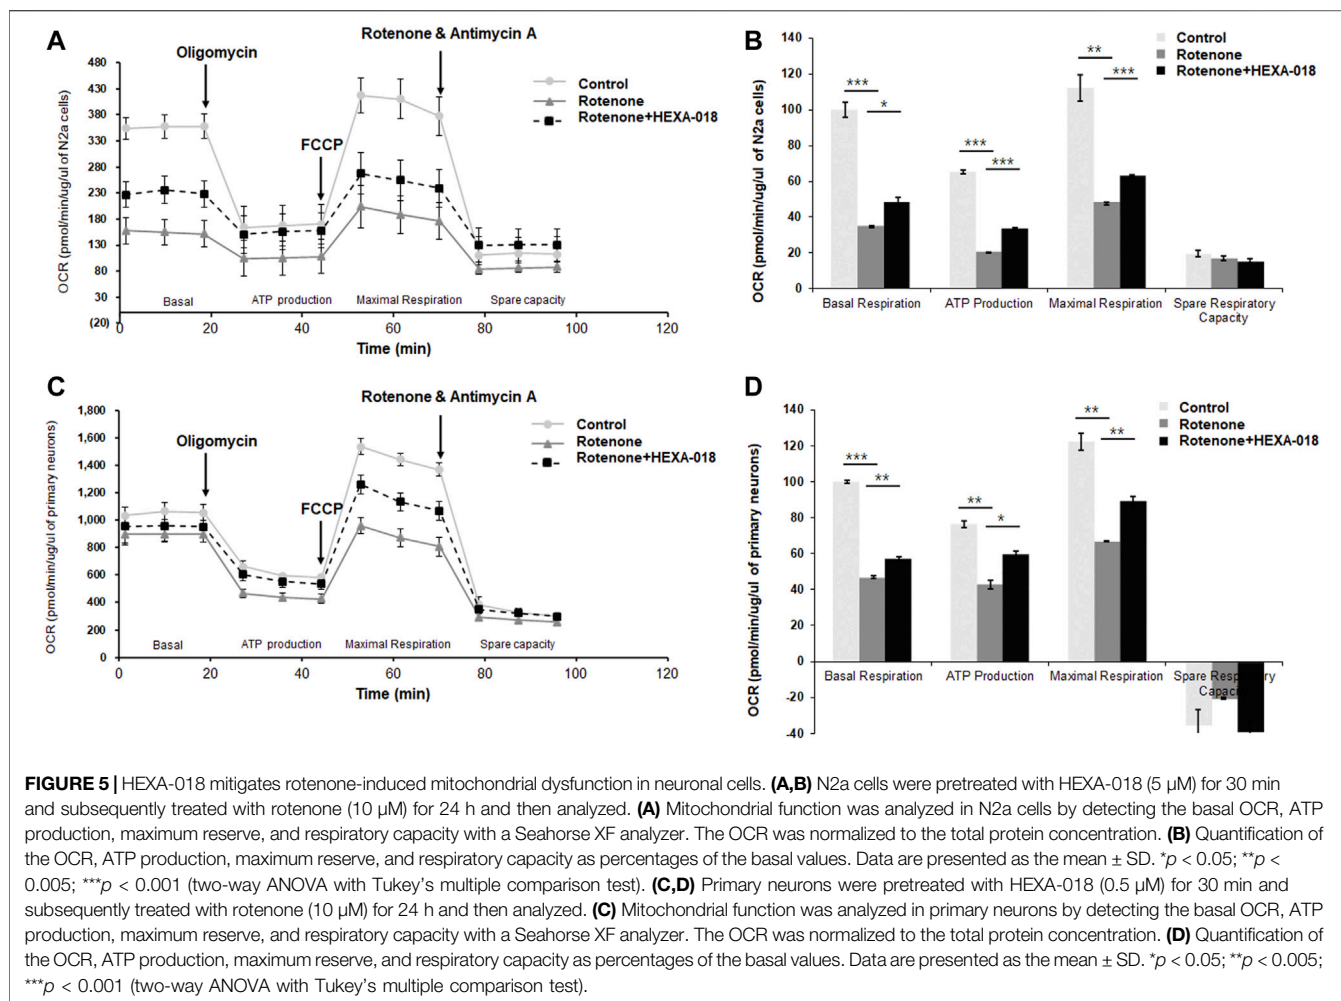 A
Rotenone & Antimycin A
Oligomycin
FCCP
Control
Rotenone
Rotenone+HEXA-018
OCR (pmol/min/ug/ul of N2a cells)
480
430
380
330
280
230
180
130
80
30
(20)
Basal
ATP production
Maximal Respiration
Spare capacity
0
20
40
60
80
100
120
Time (min)
B
Control
Rotenone
Rotenone+HEXA-018
OCR (pmol/min/ug/ul of N2a cells)
140
120
100
80
60
40
20
0
***
*
***
***
**
***
Basal Respiration
ATP Production
Maximal Respiration
Spare Respiratory
Capacity
C
Rotenone & Antimycin A
Oligomycin
FCCP
Control
Rotenone
Rotenone+HEXA-018
OCR (pmol/min/ug/ul of primary neurons)
1,800
1,600
1,400
1,200
1,000
800
600
400
200
Basal
ATP production
Maximal Respiration
Spare capacity
0
20
40
60
80
100
120
Time (min)
D
Control
Rotenone
Rotenone+HEXA-018
OCR (pmol/min/ug/ul of primary neurons)
140
120
100
80
60
40
20
0
-20
-40
***
**
**
*
**
**
Basal Respiration
ATP Production
Maximal Respiration
Spare Respiratory
Capacity
FIGURE 5 | HEXA-018 mitigates rotenone-induced mitochondrial dysfunction in neuronal cells. (A,B) N2a cells were pretreated with HEXA-018 (5 µM) for 30 min
and subsequently treated with rotenone (10 µM) for 24 h and then analyzed. (A) Mitochondrial function was analyzed in N2a cells by detecting the basal OCR, ATP
production, maximum reserve, and respiratory capacity with a Seahorse XF analyzer. The OCR was normalized to the total protein concentration. (B) Quantification of
the OCR, ATP production, maximum reserve, and respiratory capacity as percentages of the basal values. Data are presented as the mean ± SD. *p < 0.05; **p <
0.005; ***p < 0.001 (two-way ANOVA with Tukey's multiple comparison test). (C,D) Primary neurons were pretreated with HEXA-018 (0.5 µM) for 30 min and
subsequently treated with rotenone (10 µM) for 24 h and then analyzed. (C) Mitochondrial function was analyzed in primary neurons by detecting the basal OCR, ATP
production, maximum reserve, and respiratory capacity with a Seahorse XF analyzer. The OCR was normalized to the total protein concentration. (D) Quantification of
the OCR, ATP production, maximum reserve, and respiratory capacity as percentages of the basal values. Data are presented as the mean ± SD. *p < 0.05; **p < 0.005;
***p < 0.001 (two-way ANOVA with Tukey's multiple comparison test).